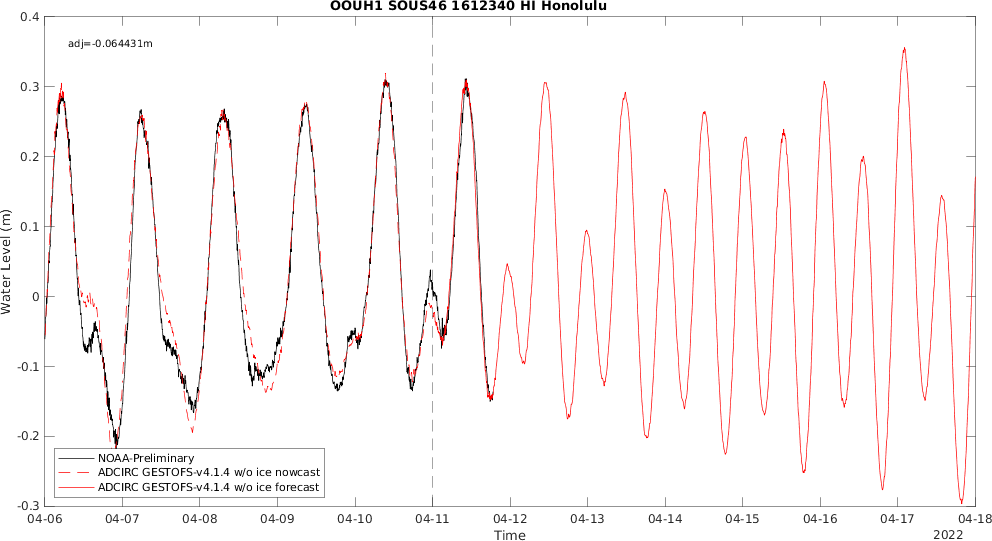 OOUH1 SOUS46 1612340 HI Honolulu
adj=-0.064431m
0.4
0.3
0.2
0.1
0
-0.1
-0.2
-0.3
Water Level (m)
NOAA-Preliminary
ADCIRC GESTOFS-v4.1.4 w/o ice nowcast
ADCIRC GESTOFS-v4.1.4 w/o ice forecast
04-06 04-07 04-08 04-09 04-10 04-11 04-12 04-13 04-14 04-15 04-16 04-17 04-18
Time
2022